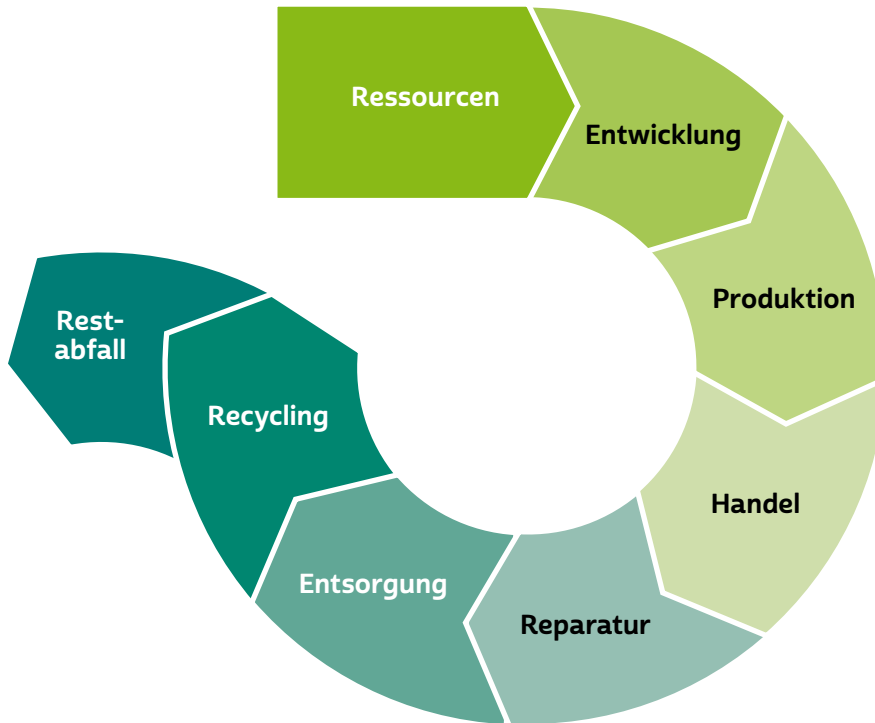 Ressourcen
Entwicklung
Produktion
Handel
Reparatur
Entsorgung
Recycling
Rest-
abfall